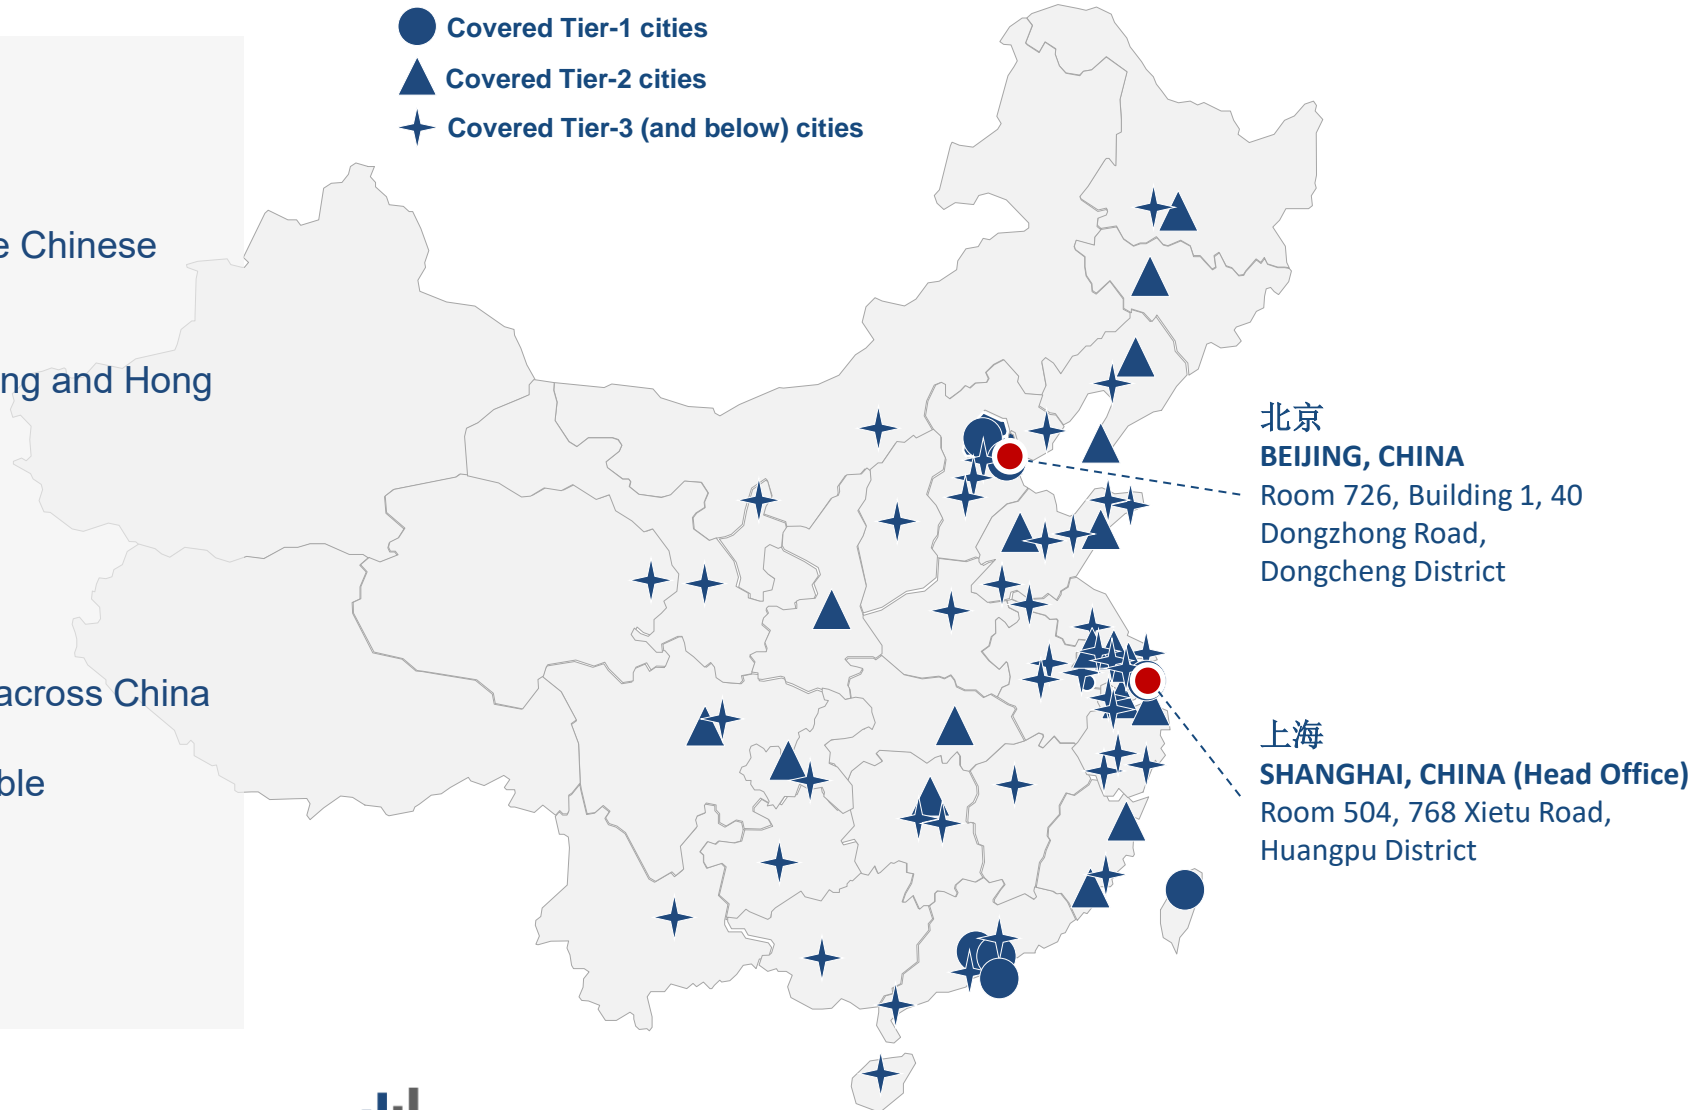 Covered Tier-1 cities
Covered Tier-2 cities
Covered Tier-3 (and below) cities
e Chinese
ng and Hong
across China
ble
北京
BEIJING, CHINA
Room 726, Building 1, 40
Dongzhong Road,
Dongcheng District
上海
SHANGHAI, CHINA (Head Office)
Room 504, 768 Xietu Road,
Huangpu District